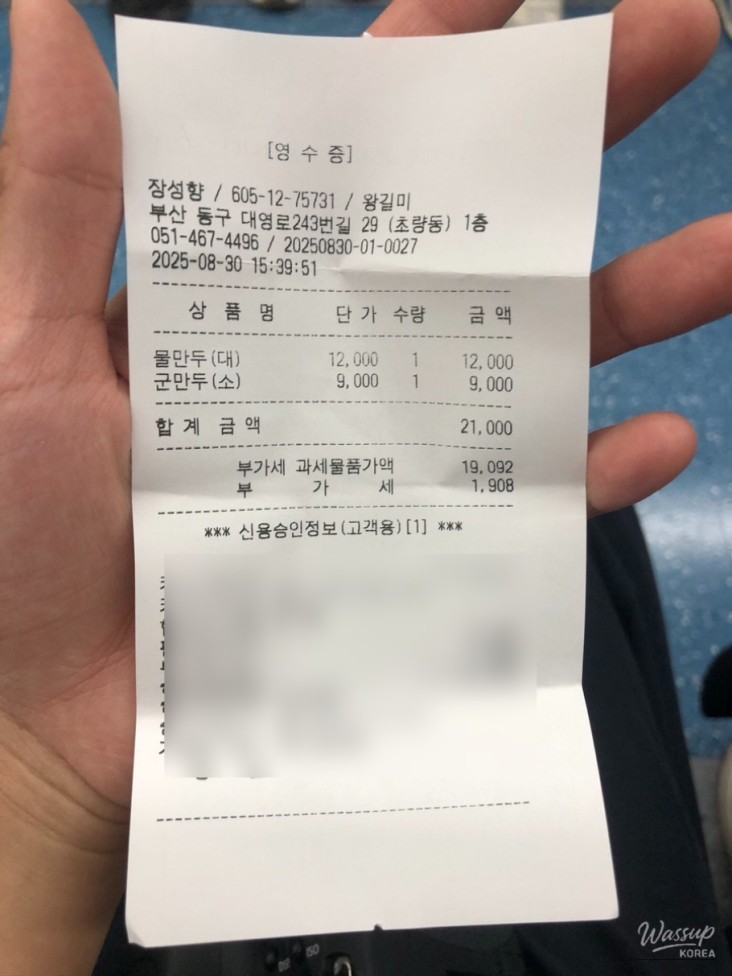 [영 수 증]
장성향 / 605-12-75731 / 왕길미
부산 동구 대영로243번길 29 (초량동) 1층
051-467-4496 / 20250830-01-0027
2025-08-30 15:39:51
상 품 명 단 가 수량 금 액
물만두(대) 12,000 1 12,000
군만두(소) 9,000 1 9,000
합 계 금 액 21,000
부가세 과세물품가액 19,092
부 가 세 1,908
*** 신용승인정보(고객용)[1] ***
ISO
Wassup
KOREA